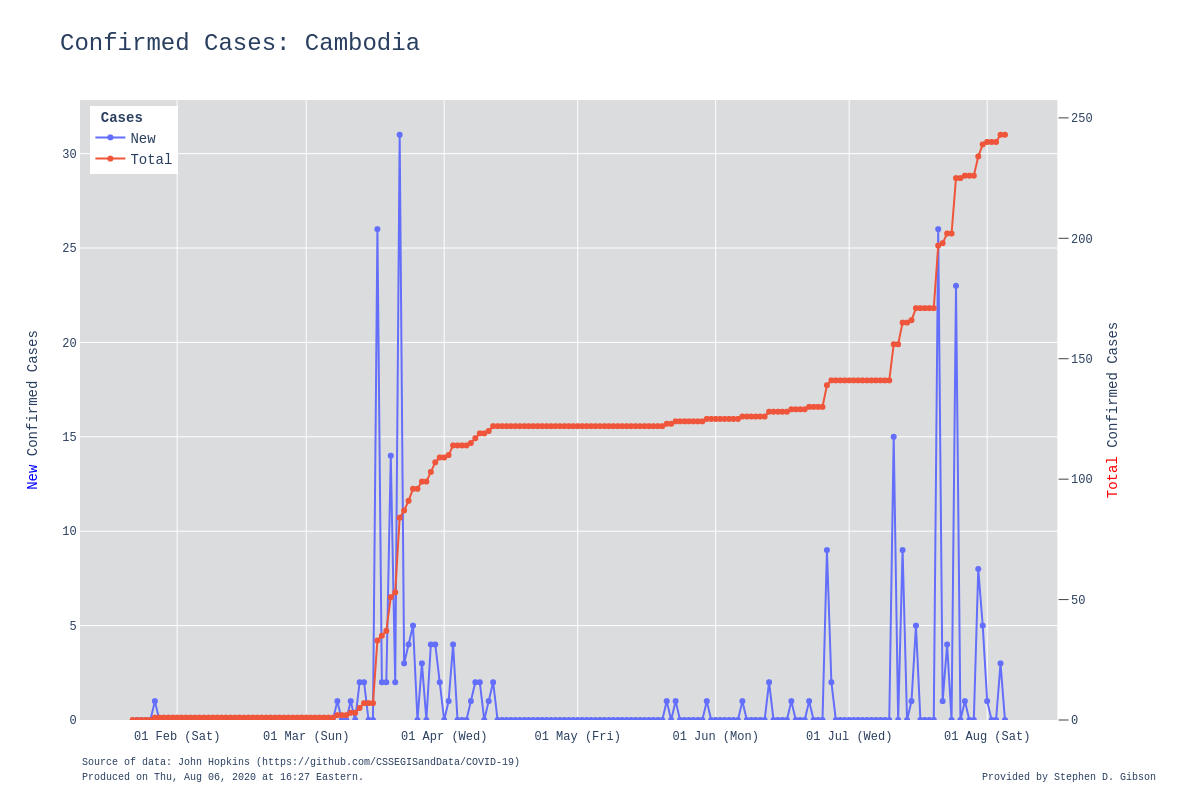 Confirmed Cases: Cambodia
Cases
New
Total
30
25
20
15
10
5
0
250
200
150
100
50
0
New Confirmed Cases
Total Confirmed Cases
01 Feb (Sat)
01 Mar (Sun)
01 Apr (Wed)
01 May (Fri)
01 Jun (Mon)
01 Jul (Wed)
01 Aug (Sat)
Source of data: John Hopkins (https://github.com/CSSEGISandData/COVID-19)
Produced on Thu, Aug 06, 2020 at 16:27 Eastern.
Provided by Stephen D. Gibson